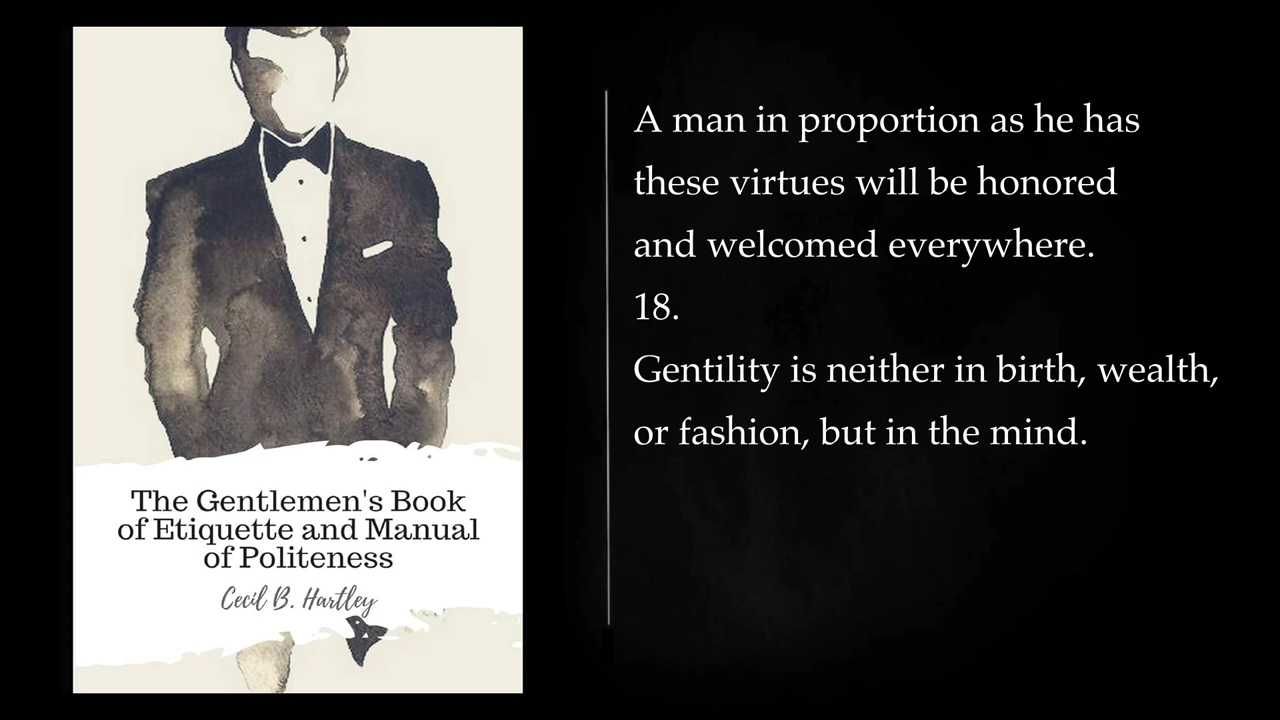 The Gentlemen's Book
of Etiquette and Manual
of Politeness
Cecil B. Hartley
A man in proportion as he has
these virtues will be honored
and welcomed everywhere.
18.
Gentility is neither in birth, wealth,
or fashion, but in the mind.